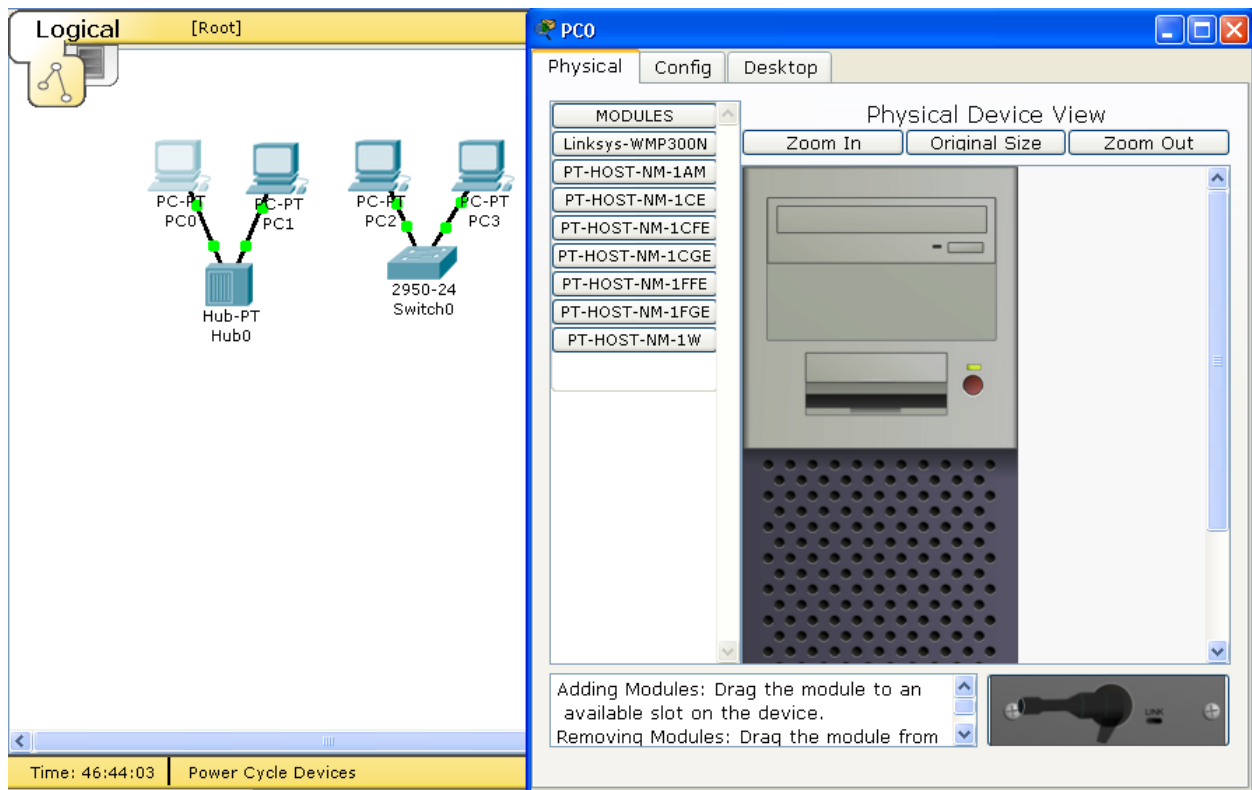 Logical
[Root]
PC-PT
PC0
PC-PT
PC1
PC-PT
PC2
PC-PT
PC3
Hub-PT
Hub0
2950-24
Switch0
Time: 46:44:03
Power Cycle Devices
PC0
Physical
Config
Desktop
MODULES
Linksys-WMP300N
PT-HOST-NM-1AM
PT-HOST-NM-1CE
PT-HOST-NM-1CFE
PT-HOST-NM-1CGE
PT-HOST-NM-1FFE
PT-HOST-NM-1FGE
PT-HOST-NM-1W
Physical Device View
Zoom In
Original Size
Zoom Out
Adding Modules: Drag the module to an
available slot on the device.
Removing Modules: Drag the module from
LINK